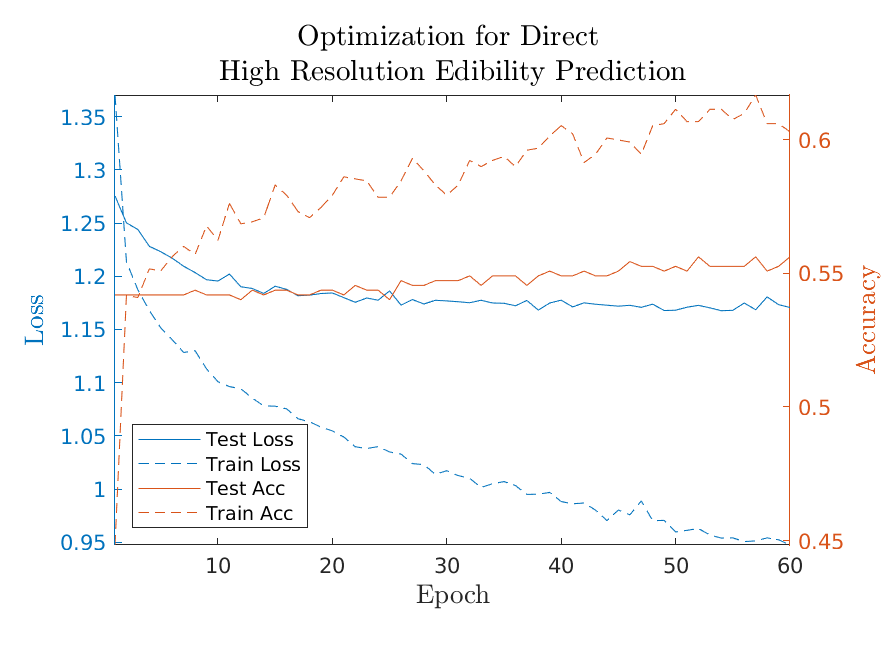 Optimization for Direct
High Resolution Edibility Prediction
1.35
1.3
1.25
1.2
1.15
1.1
1.05
1
0.95
Loss
0.6
0.55
0.5
0.45
Accuracy
Test Loss
Train Loss
Test Acc
Train Acc
10 20 30 40 50 60
Epoch